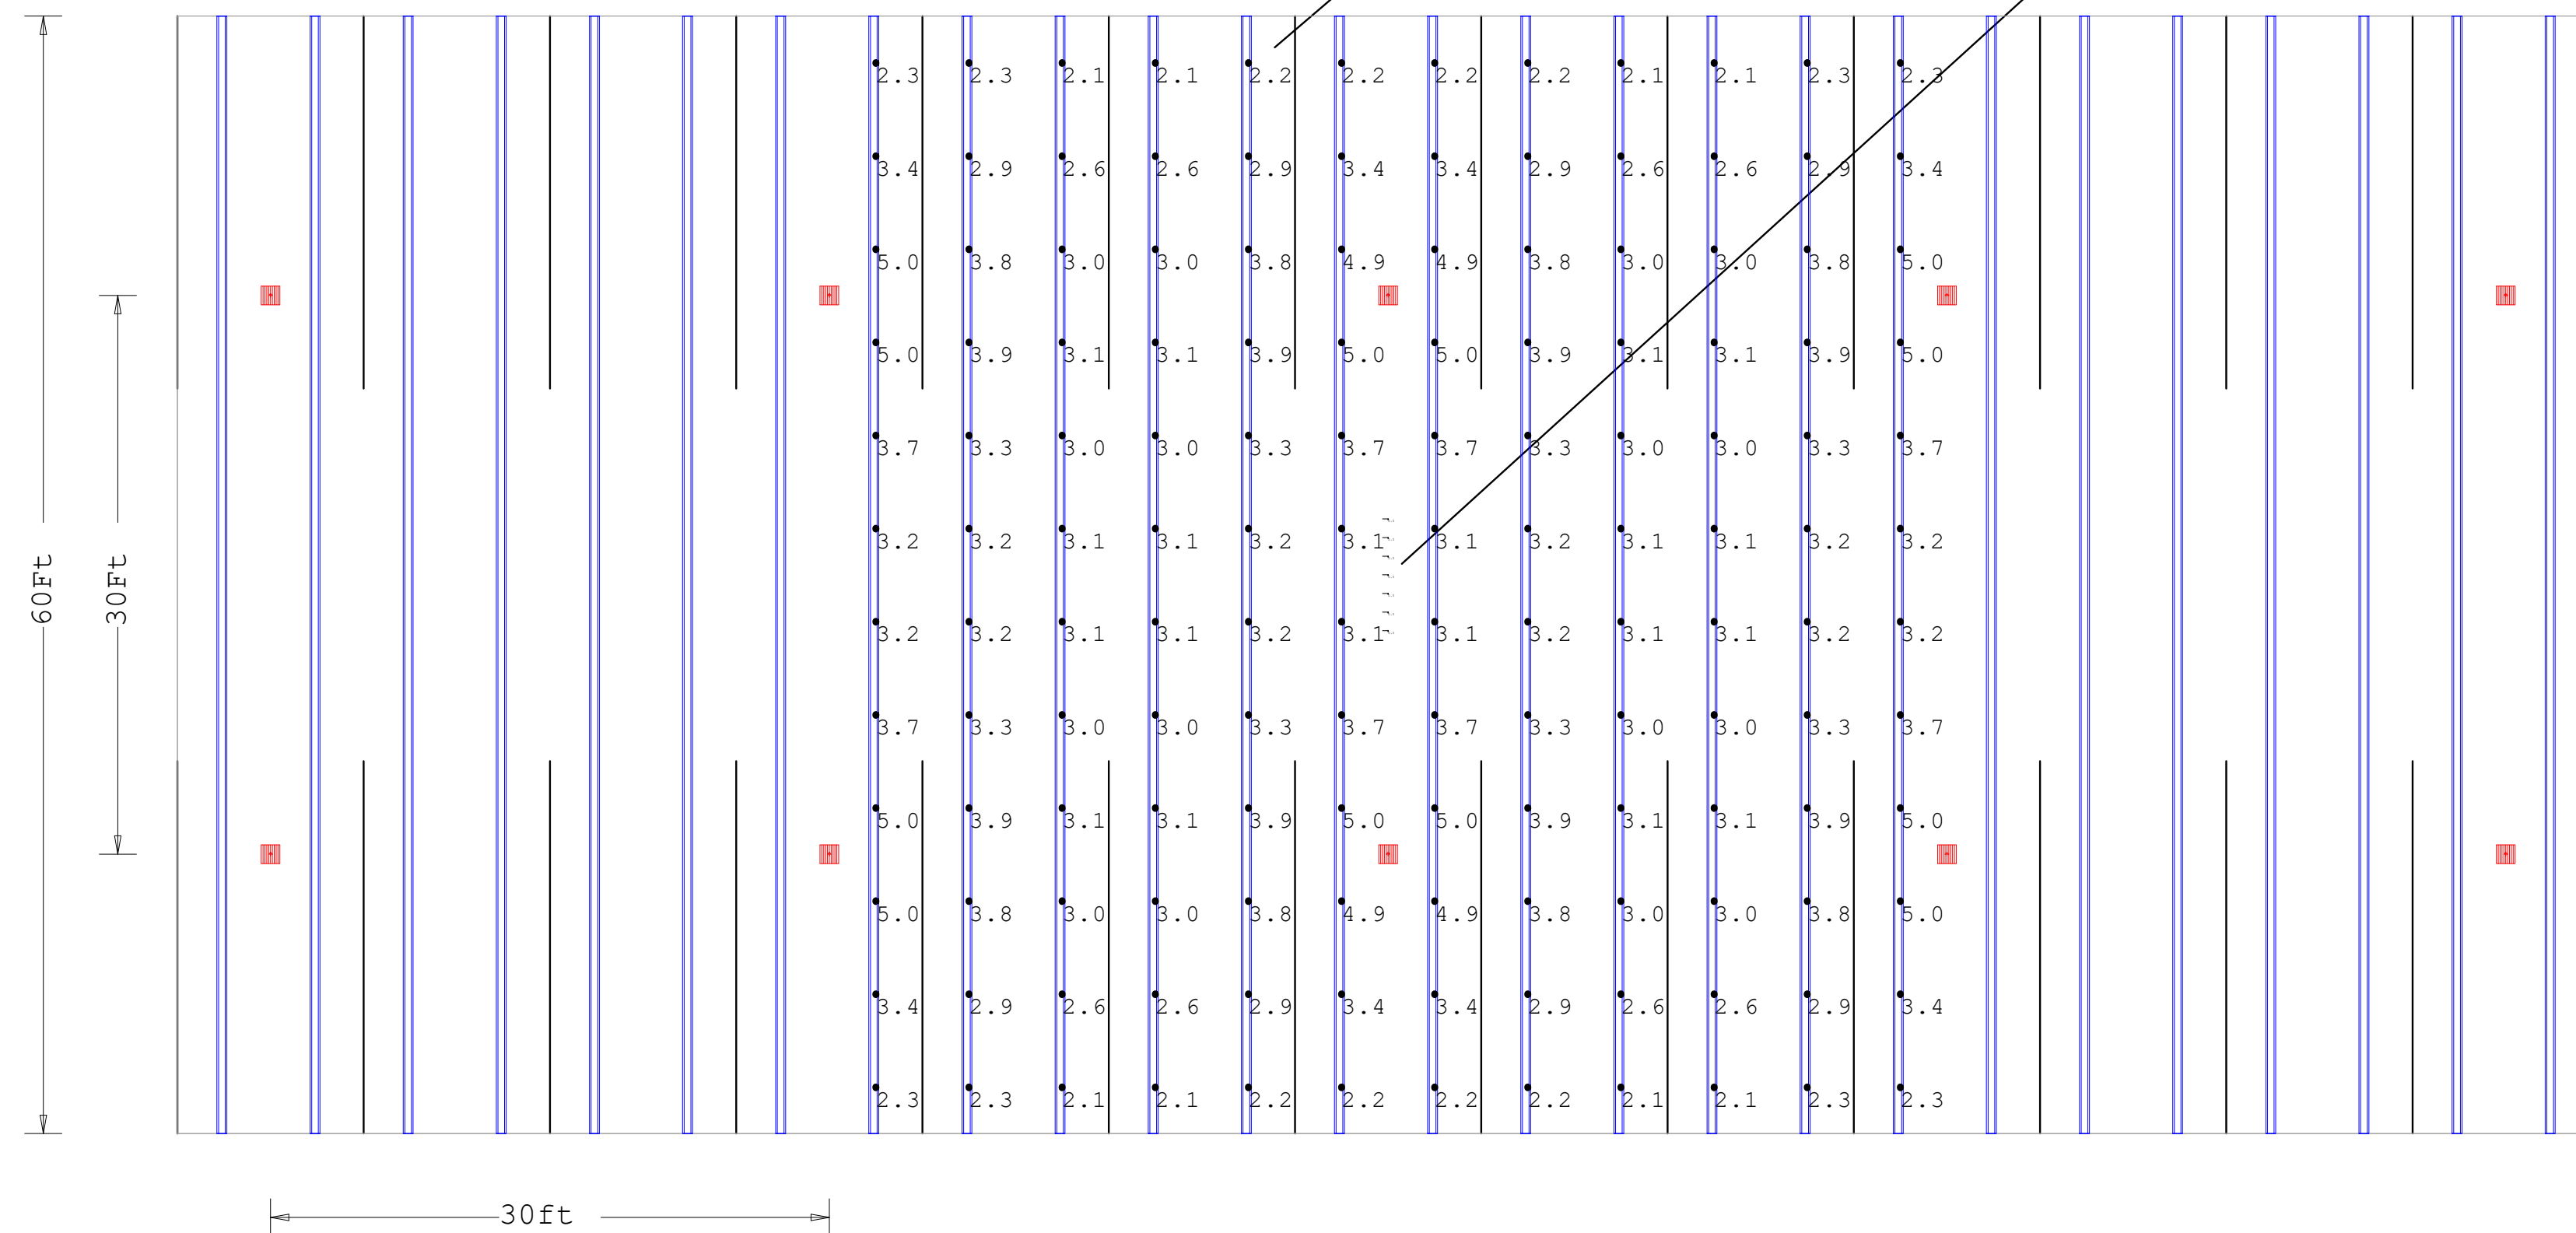 2.3 2.3 2.1 2.1 2.2 2.2 2.2 2.2 2.1 2.1 2.3 2.3
3.4 2.9 2.6 2.6 2.9 3.4 3.4 2.9 2.6 2.6 2.9 3.4
5.0 3.8 3.0 3.0 3.8 4.9 4.9 3.8 3.0 3.0 3.8 5.0
5.0 3.9 3.1 3.1 3.9 5.0 5.0 3.9 3.1 3.1 3.9 5.0
3.7 3.3 3.0 3.0 3.3 3.7 3.7 3.3 3.0 3.0 3.3 3.7
3.2 3.2 3.1 3.1 3.2 3.1 3.1 3.2 3.1 3.1 3.2 3.2
60Ft
30Ft
3.2 3.2 3.1 3.1 3.2 3.1 3.1 3.2 3.1 3.1 3.2 3.2
3.7 3.3 3.0 3.0 3.3 3.7 3.7 3.3 3.0 3.0 3.3 3.7
5.0 3.9 3.1 3.1 3.9 5.0 5.0 3.9 3.1 3.1 3.9 5.0
5.0 3.8 3.0 3.0 3.8 4.9 4.9 3.8 3.0 3.0 3.8 5.0
3.4 2.9 2.6 2.6 2.9 3.4 3.4 2.9 2.6 2.6 2.9 3.4
2.3 2.3 2.1 2.1 2.2 2.2 2.2 2.2 2.1 2.1 2.3 2.3
30ft